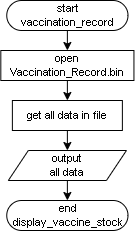 start
vaccination_record
open
Vaccination_Record.bin
get all data in file
output
all data
end
display_vaccine_stock